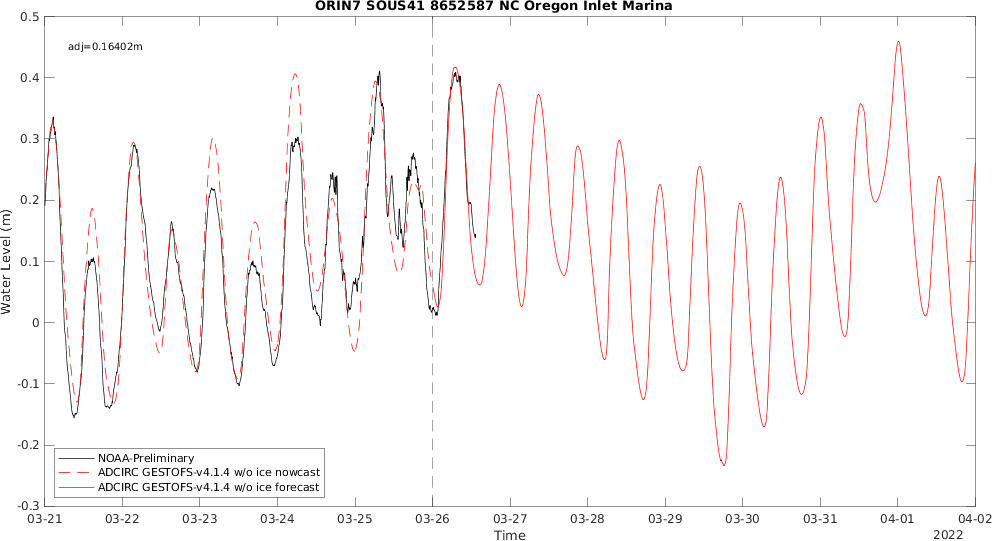 ORIN7 SOUS41 8652587 NC Oregon Inlet Marina
adj=0.16402m
0.5
0.4
0.3
0.2
0.1
0
-0.1
-0.2
-0.3
Water Level (m)
NOAA-Preliminary
ADCIRC GESTOFS-v4.1.4 w/o ice nowcast
ADCIRC GESTOFS-v4.1.4 w/o ice forecast
03-21 03-22 03-23 03-24 03-25 03-26 03-27 03-28 03-29 03-30 03-31 04-01 04-02
Time
2022